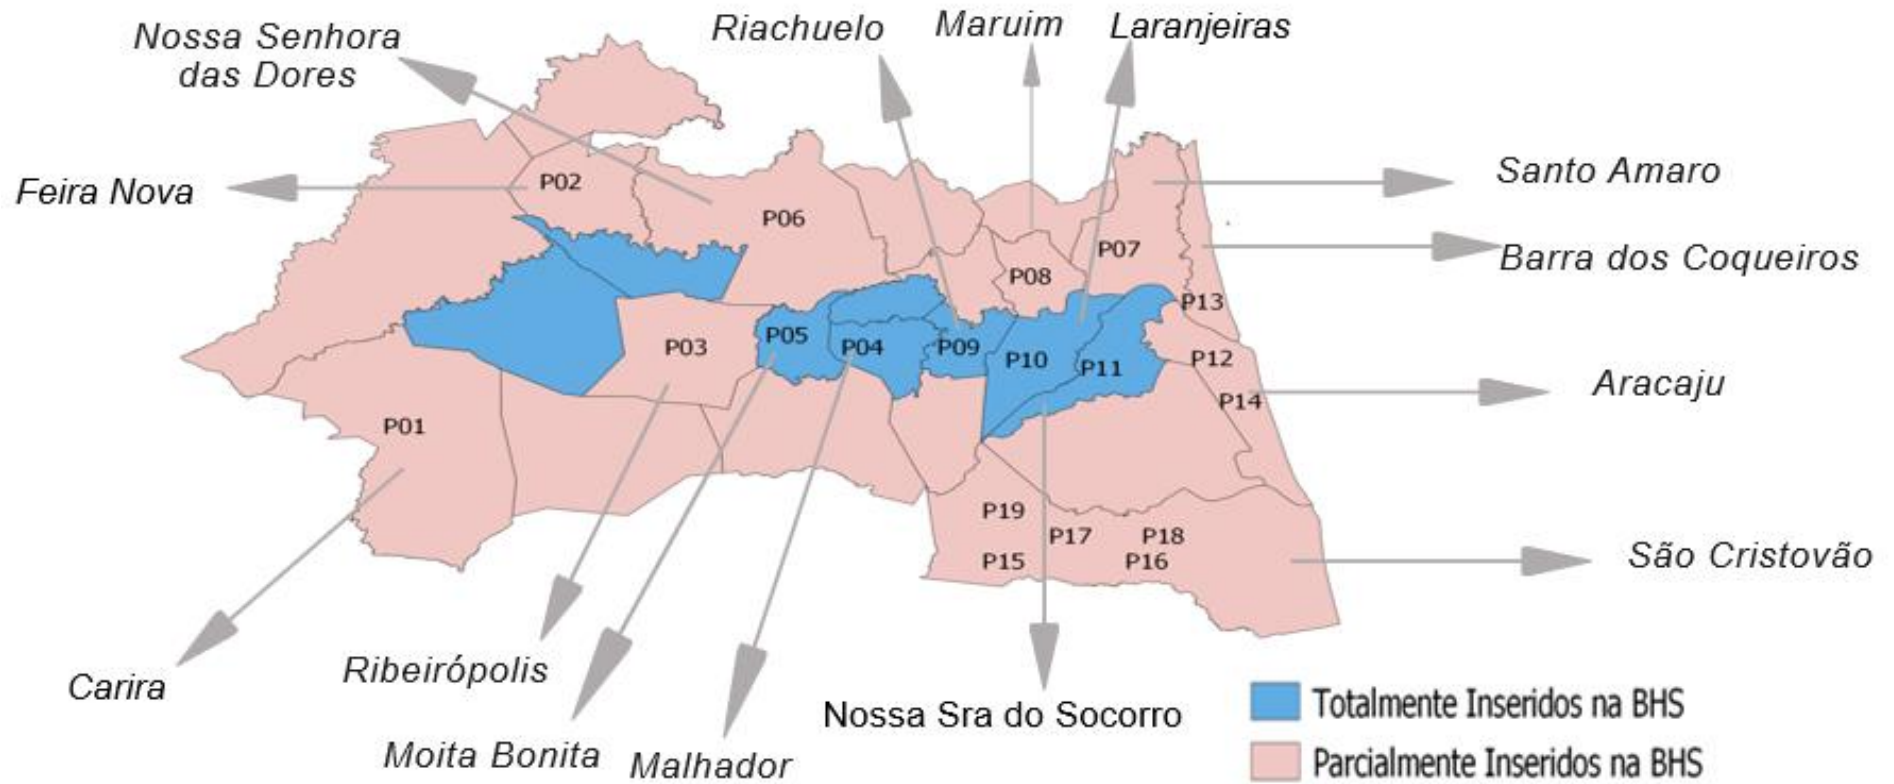 Nossa Senhora
das Dores
Riachuelo
Maruim
Laranjeiras
Feira Nova
P02
P06
P07
Santo Amaro
Barra dos Coqueiros
P08
P13
P03
P05
P04
P09
P10
P11
P12
P14
Aracaju
P01
P19
P17
P18
P15
P16
São Cristovão
Carira
Ribeirópolis
Moita Bonita
Malhador
Nossa Sra do Socorro
Totalmente Inseridos na BHS
Parcialmente Inseridos na BHS